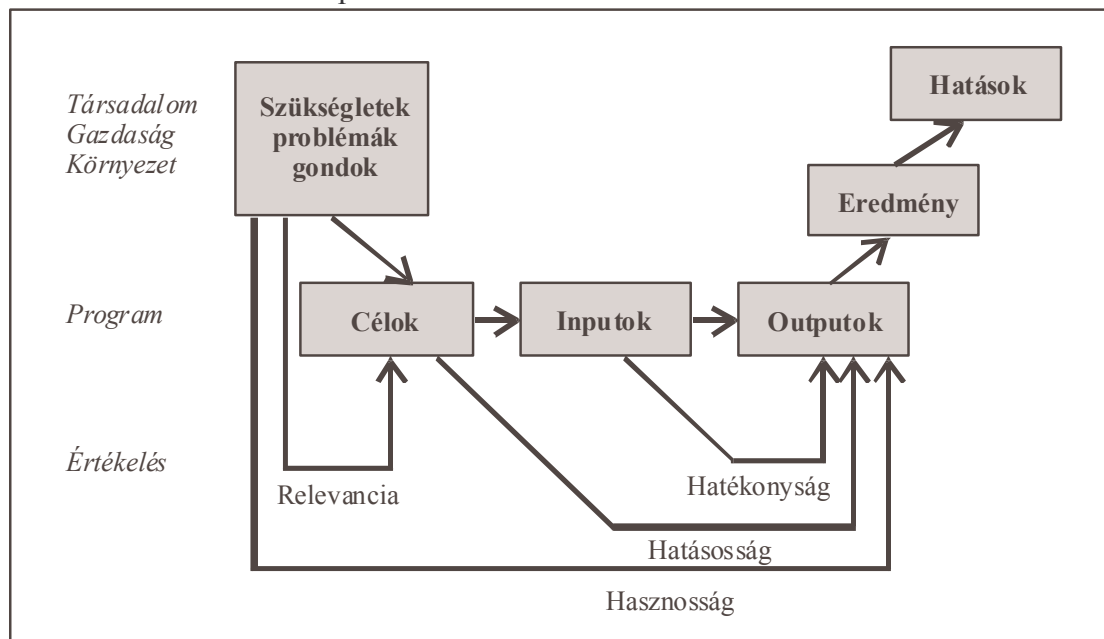 Hatások
Társadalom
Gazdaság
Környezet
Szükségletek
problémák
gondok
Eredmény
Program
Célok
Inputok
Outputok
Értékelés
Relevancia
Hatékonyság
Hatásosság
Hasznosság